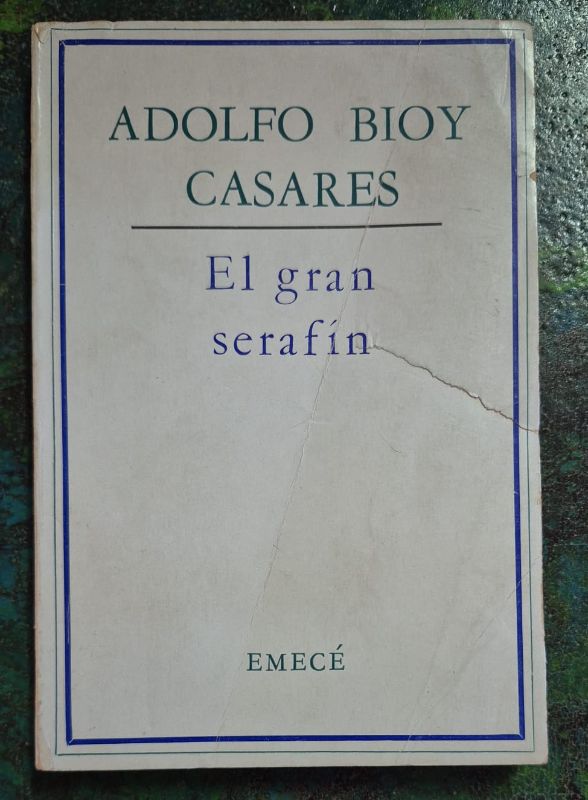 ADOLFO BIOY
CASARES
El gran
serafín
EMECÉ